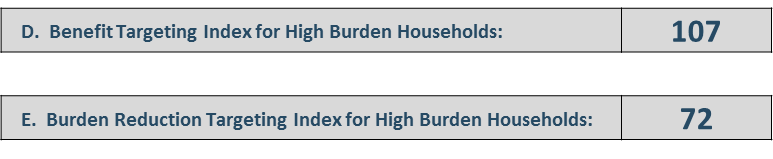 D. Benefit Targeting Index for High Burden Households: 107
E. Burden Reduction Targeting Index for High Burden Households: 72